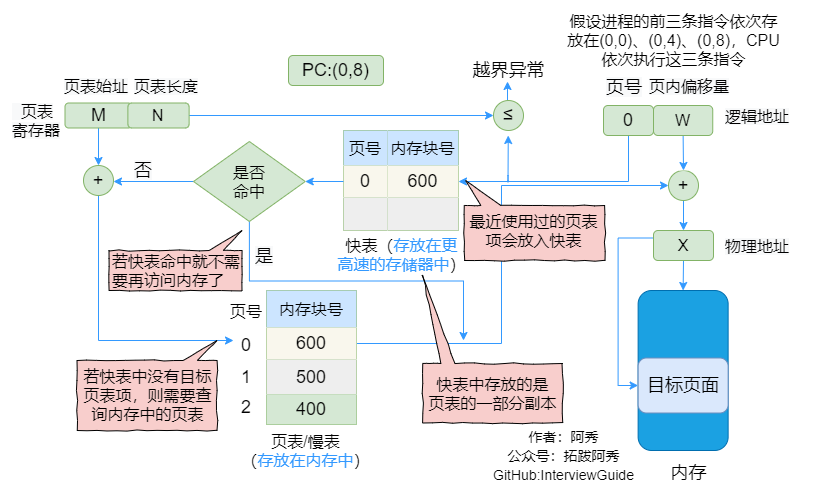 假设进程的前三条指令依次存
放在(0,0)、(0,4)、(0,8)，CPU
依次执行这三条指令
PC:(0,8)
越界异常
页表始址
页表长度
页号
页内偏移量
页表
寄存器
M
N
≤
0
W
逻辑地址
页号
内存块号
0
600
是否
命中
否
+
+
最近使用过的页表
项会放入快表
快表（存放在更
高速的存储器中）
X
物理地址
若快表命中就不需
要再访问内存了
是
页号
内存块号
0
600
1
500
2
400
若快表中没有目标
页表项，则需要查
询内存中的页表
快表中存放的是
页表的一部分副本
目标页面
页表/慢表
（存放在内存中）
作者：阿秀
公众号：拓跋阿秀
GitHub:InterviewGuide
内存